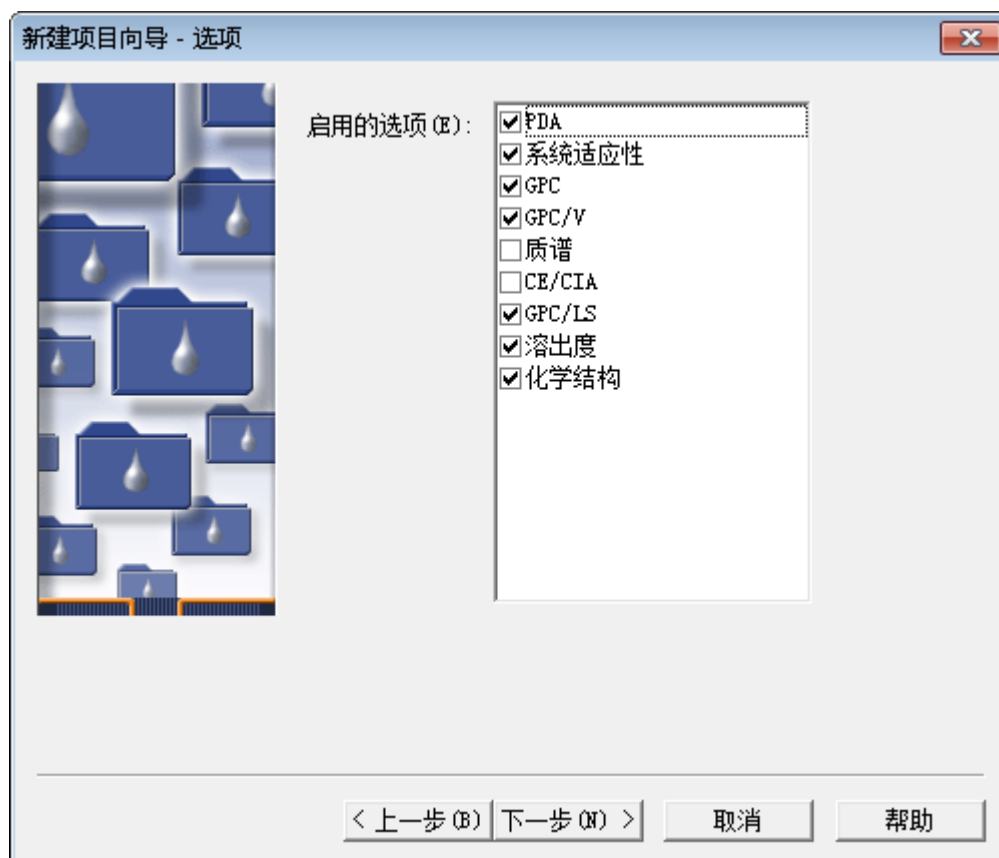 新建项目向导 - 选项
启用的选项(E):
PDA
系统适应性
GPC
GPC/V
质谱
CE/CIA
GPC/LS
溶出度
化学结构
< 上一步(B) 下一步(N) > 取消 帮助